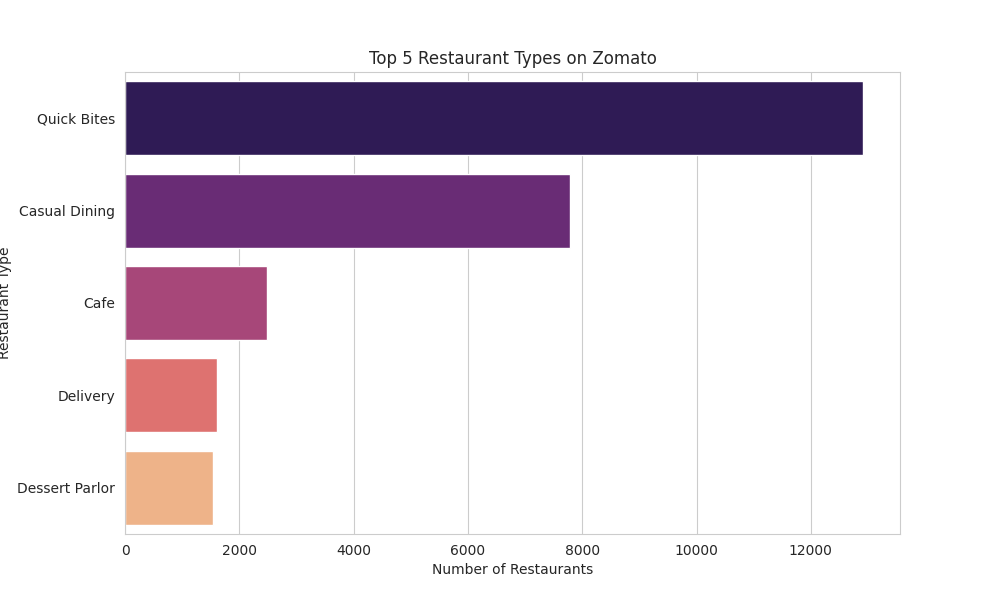 Top 5 Restaurant Types on Zomato
Restaurant Type
Quick Bites
Casual Dining
Cafe
Delivery
Dessert Parlor
0 2000 4000 6000 8000 10000 12000
Number of Restaurants